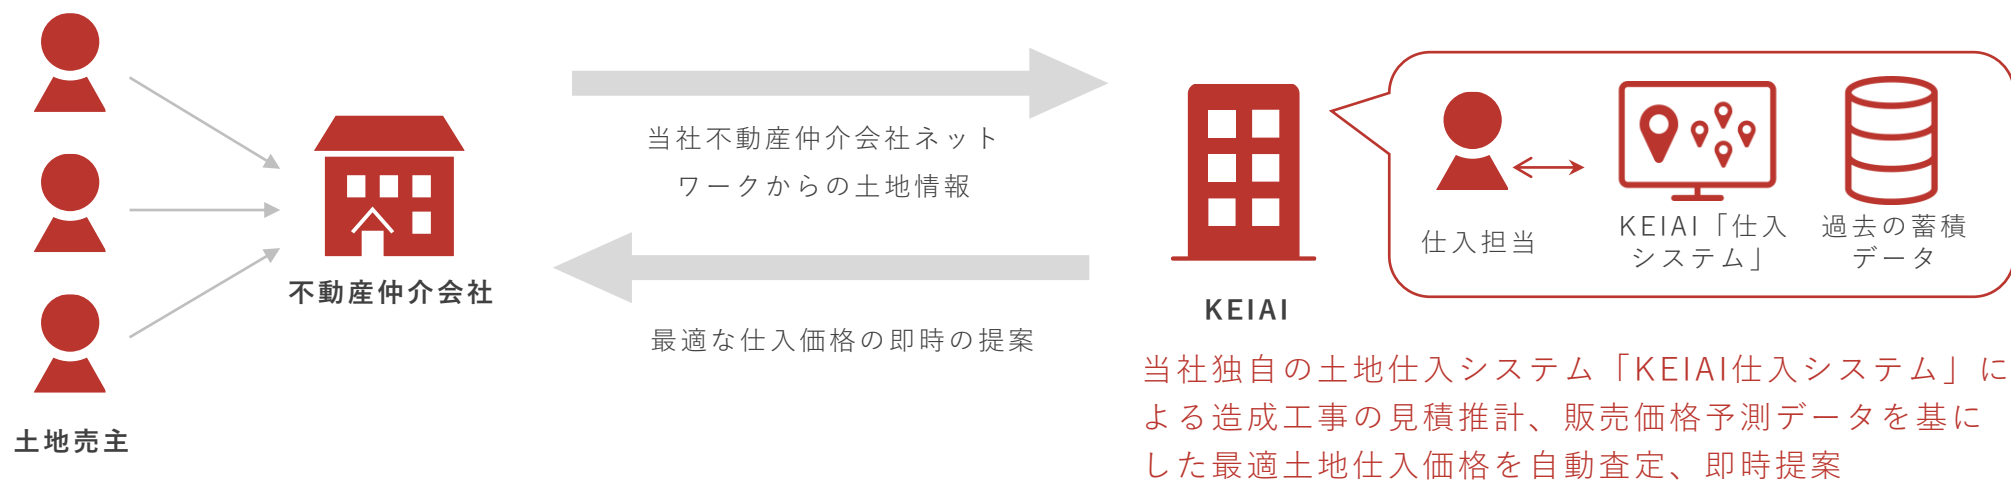 土地売主
不動産仲介会社
当社不動産仲介会社ネット
ワークからの土地情報
最適な仕入価格の即時の提案
KEIAI
仕入担当
KEIAI「仕入
システム」
過去の蓄積
データ
当社独自の土地仕入システム「KEIAI仕入システム」に
よる造成工事の見積推計、販売価格予測データを基に
した最適土地仕入価格を自動査定、即時提案